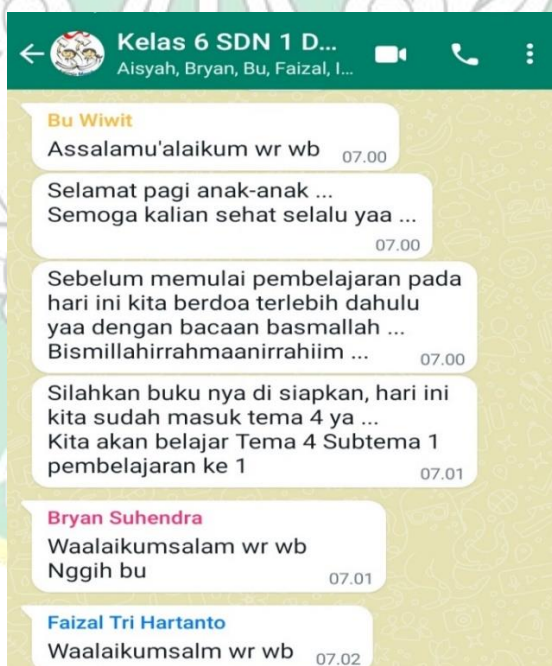 Kelas 6 SDN 1 D...
Aisyah, Bryan, Bu, Faizal, I...
Bu Wiwit
Assalamu'alaikum wr wb 07.00
Selamat pagi anak-anak ...
Semoga kalian sehat selalu yaa ...
07.00
Sebelum memulai pembelajaran pada
hari ini kita berdoa terlebih dahulu
yaa dengan bacaan basmallah ...
Bismillahirrahmaanirrahiim ... 07.00
Silahkan buku nya di siapkan, hari ini
kita sudah masuk tema 4 ya ...
Kita akan belajar Tema 4 Subtema 1
pembelajaran ke 1 07.01
Bryan Suhendra
Waalaikumsalam wr wb
Nggih bu 07.01
Faizal Tri Hartanto
Waalaikumsalm wr wb 07.02